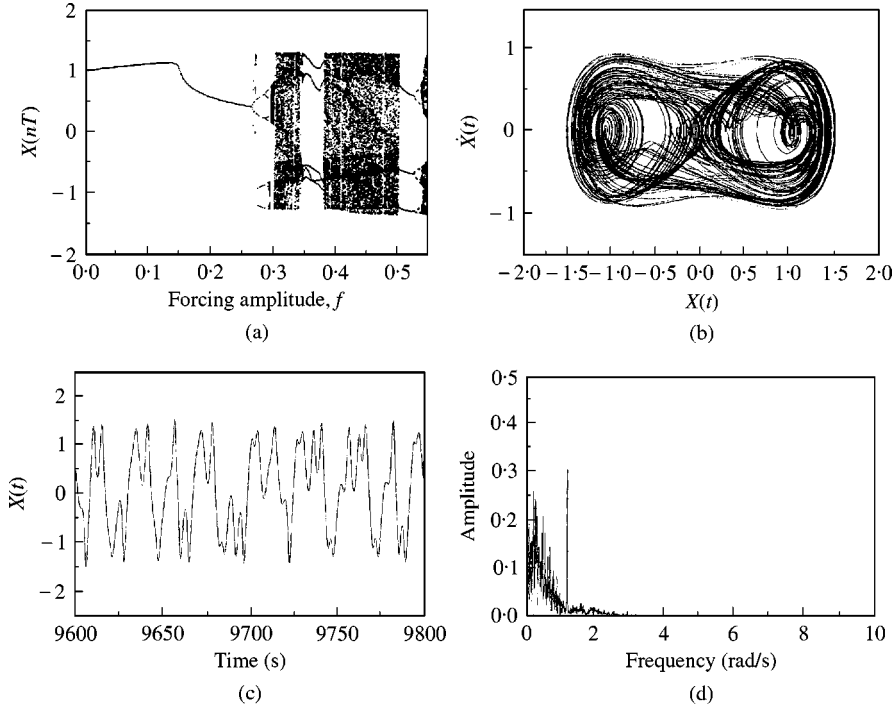 2
1
0
−1
−2
X(nT)
0·0 0·1 0·2 0·3 0·4 0·5
Forcing amplitude, f
(a)
1
0
−1
Ẋ(t)
−2·0 −1·5 −1·0 −0·5 0·0 0·5 1·0 1·5 2·0
X(t)
(b)
2
1
0
−1
−2
X(t)
9600 9650 9700 9750 9800
Time (s)
(c)
0·5
0·4
0·3
0·2
0·1
0·0
Amplitude
0 2 4 6 8 10
Frequency (rad/s)
(d)